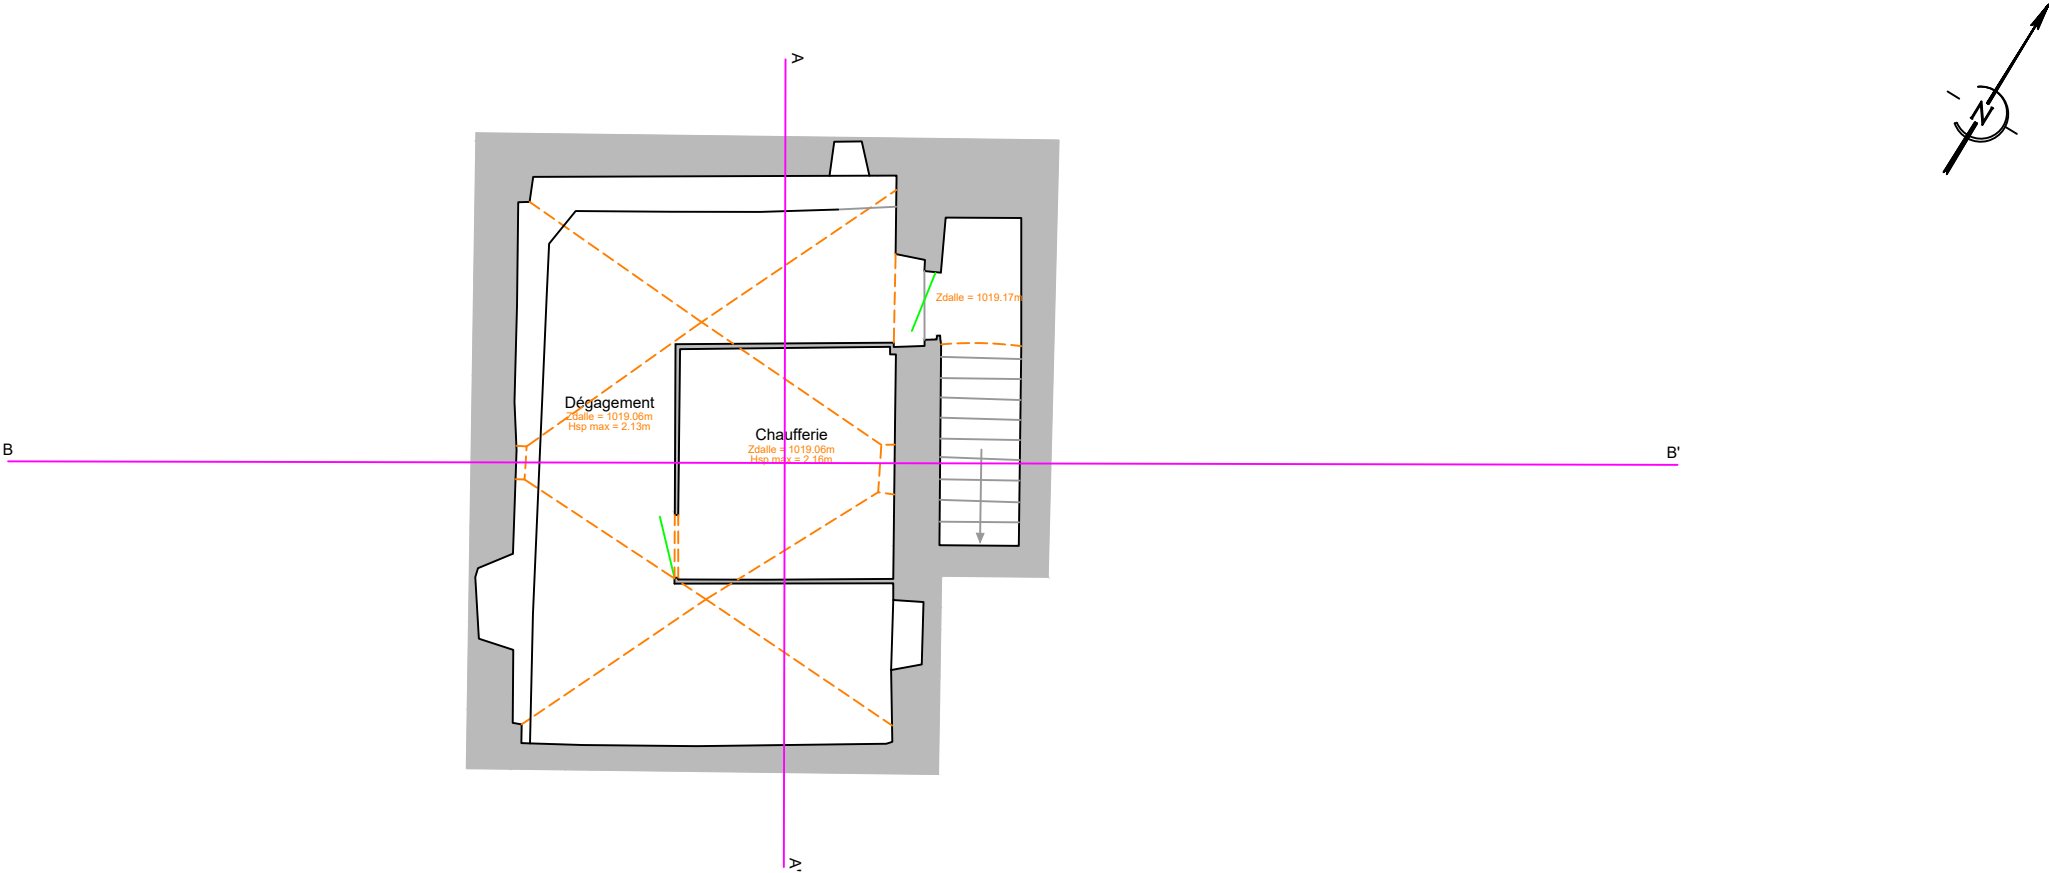 A
N
Zdalle = 1019.17m
Dégagement
Zdalle = 1019.06m
Hsp max = 2.13m
Chaufferie
Zdalle = 1019.06m
Hsp max = 2.16m
B
B'
A'